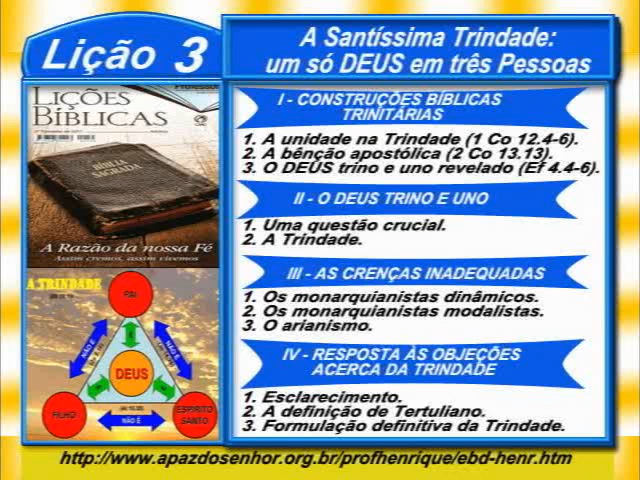 Lição 3
A Santíssima Trindade:
um só DEUS em três Pessoas
LIÇÕES
BÍBLICAS
BÍBLIA
SAGRADA
A Razão da nossa Fé
Assim cremos, assim vivemos
A TRINDADE
PAI
NÃO É
NÃO É
É
DEUS
É
É
FILHO
NÃO É
ESPÍRITO
SANTO
I - CONSTRUÇÕES BÍBLICAS
TRINITÁRIAS
1. A unidade na Trindade (1 Co 12.4-6).
2. A bênção apostólica (2 Co 13.13).
3. O DEUS trino e uno revelado (Ef 4.4-6).
II - O DEUS TRINO E UNO
1. Uma questão crucial.
2. A Trindade.
III - AS CRENÇAS INADEQUADAS
1. Os monarquianistas dinâmicos.
2. Os monarquianistas modalistas.
3. O arianismo.
IV - RESPOSTA ÀS OBJEÇÕES
ACERCA DA TRINDADE
1. Esclarecimento.
2. A definição de Tertuliano.
3. Formulação definitiva da Trindade.
http://www.apazdosenhor.org.br/profhenrique/ebd-henr.htm